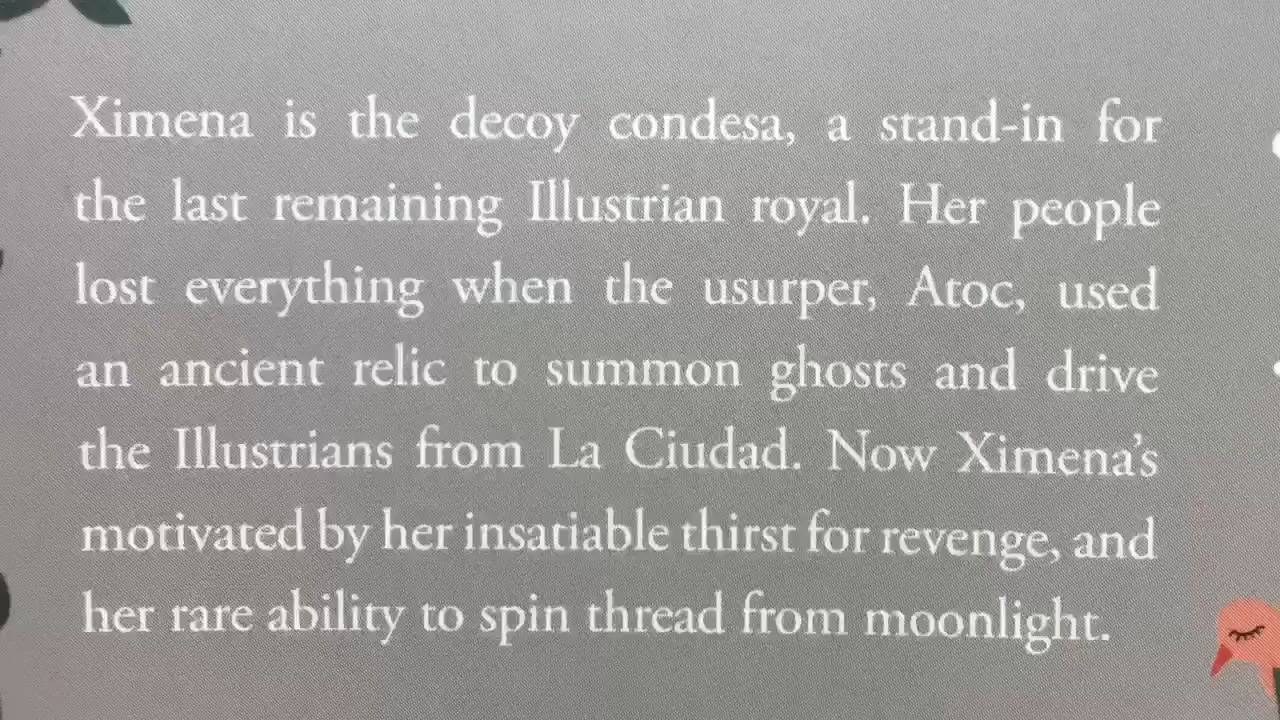 Ximena is the decoy condesa, a stand-in for
the last remaining Illustrian royal. Her people
lost everything when the usurper, Atoc, used
an ancient relic to summon ghosts and drive
the Illustrians from La Ciudad. Now Ximena’s
motivated by her insatiable thirst for revenge, and
her rare ability to spin thread from moonlight.